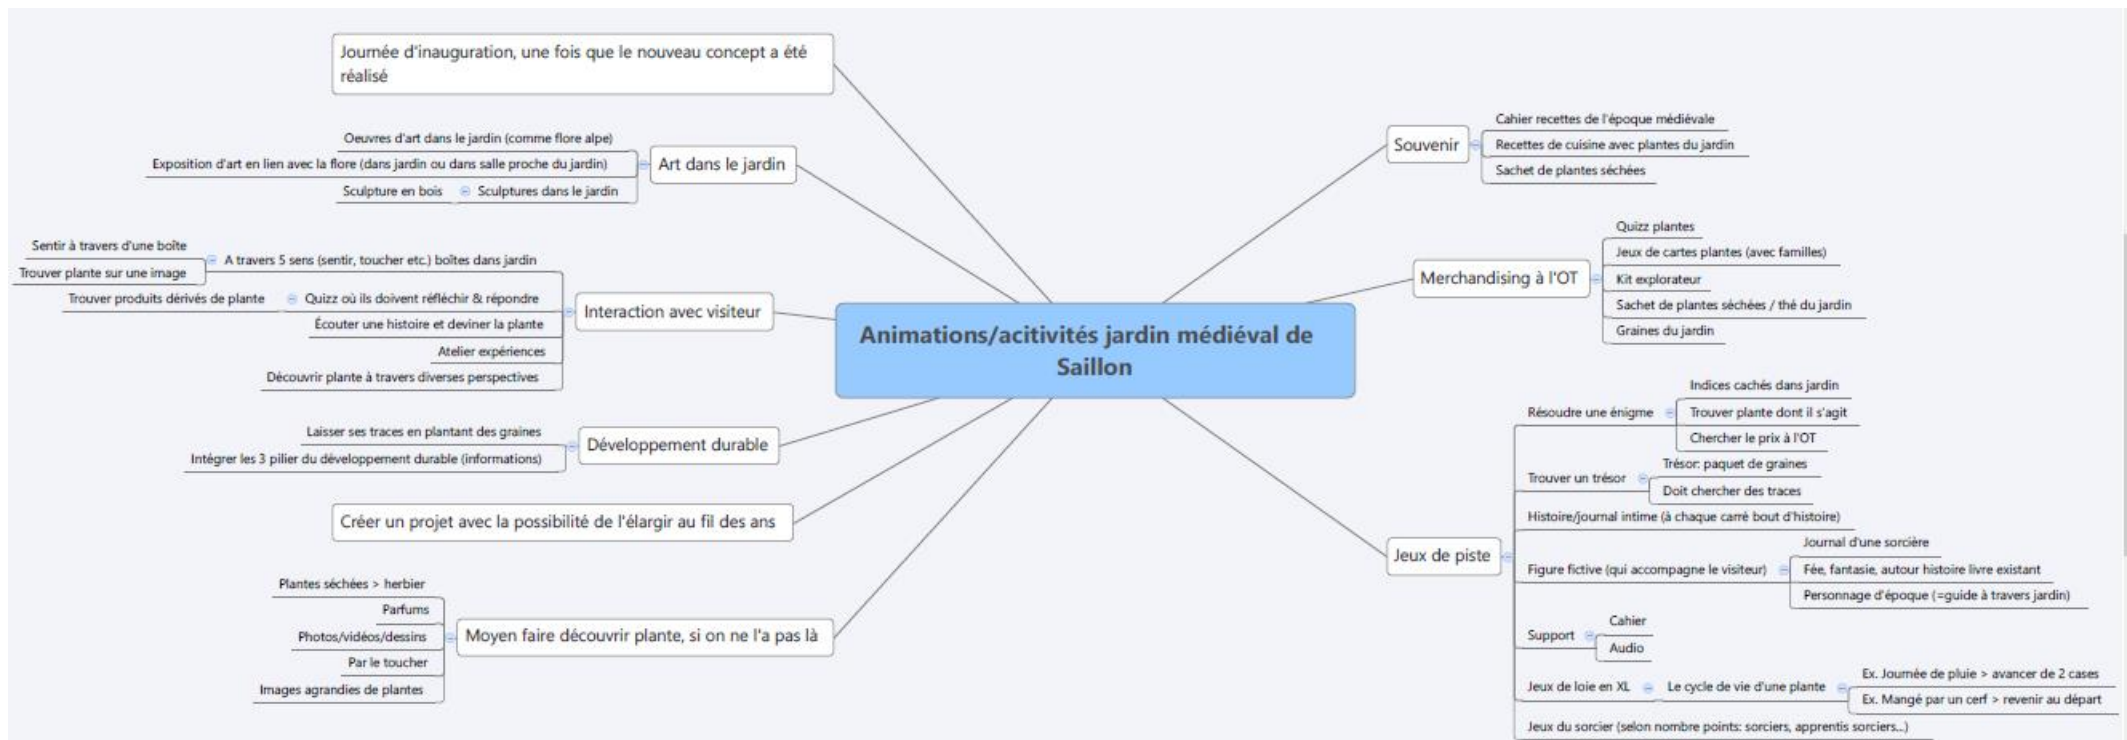 Journée d'inauguration, une fois que le nouveau concept a été
réalisé
Oeuvres d'art dans le jardin (comme flore alpe)
Exposition d'art en lien avec la flore (dans jardin ou dans salle proche du jardin)
Sculpture en bois
Sculptures dans le jardin
Art dans le jardin
Sentir à travers d'une boîte
Trouver plante sur une image
A travers 5 sens (sentir, toucher etc.) boîtes dans jardin
Trouver produits dérivés de plante
Quizz où ils doivent réfléchir & répondre
Écouter une histoire et deviner la plante
Atelier expériences
Découvrir plante à travers diverses perspectives
Interaction avec visiteur
Laisser ses traces en plantant des graines
Intégrer les 3 pilier du développement durable (informations)
Développement durable
Créer un projet avec la possibilité de l'élargir au fil des ans
Plantes séchées > herbier
Parfums
Photos/vidéos/dessins
Par le toucher
Images agrandies de plantes
Moyen faire découvrir plante, si on ne l'a pas là
Animations/acitivités jardin médiéval de
Saillon
Souvenir
Cahier recettes de l'époque médiévale
Recettes de cuisine avec plantes du jardin
Sachet de plantes séchées
Merchandising à l'OT
Quizz plantes
Jeux de cartes plantes (avec familles)
Kit explorateur
Sachet de plantes séchées / thé du jardin
Graines du jardin
Jeux de piste
Résoudre une énigme
Indices cachés dans jardin
Trouver plante dont il s'agit
Chercher le prix à l'OT
Trouver un trésor
Trésor: paquet de graines
Doit chercher des traces
Histoire/journal intime (à chaque carré bout d'histoire)
Figure fictive (qui accompagne le visiteur)
Journal d'une sorcière
Fée, fantasie, autour histoire livre existant
Personnage d'époque (=guide à travers jardin)
Support
Cahier
Audio
Jeux de loie en XL
Le cycle de vie d'une plante
Ex. Journée de pluie > avancer de 2 cases
Ex. Mangé par un cerf > revenir au départ
Jeux du sorcier (selon nombre points: sorciers, apprentis sorciers...)